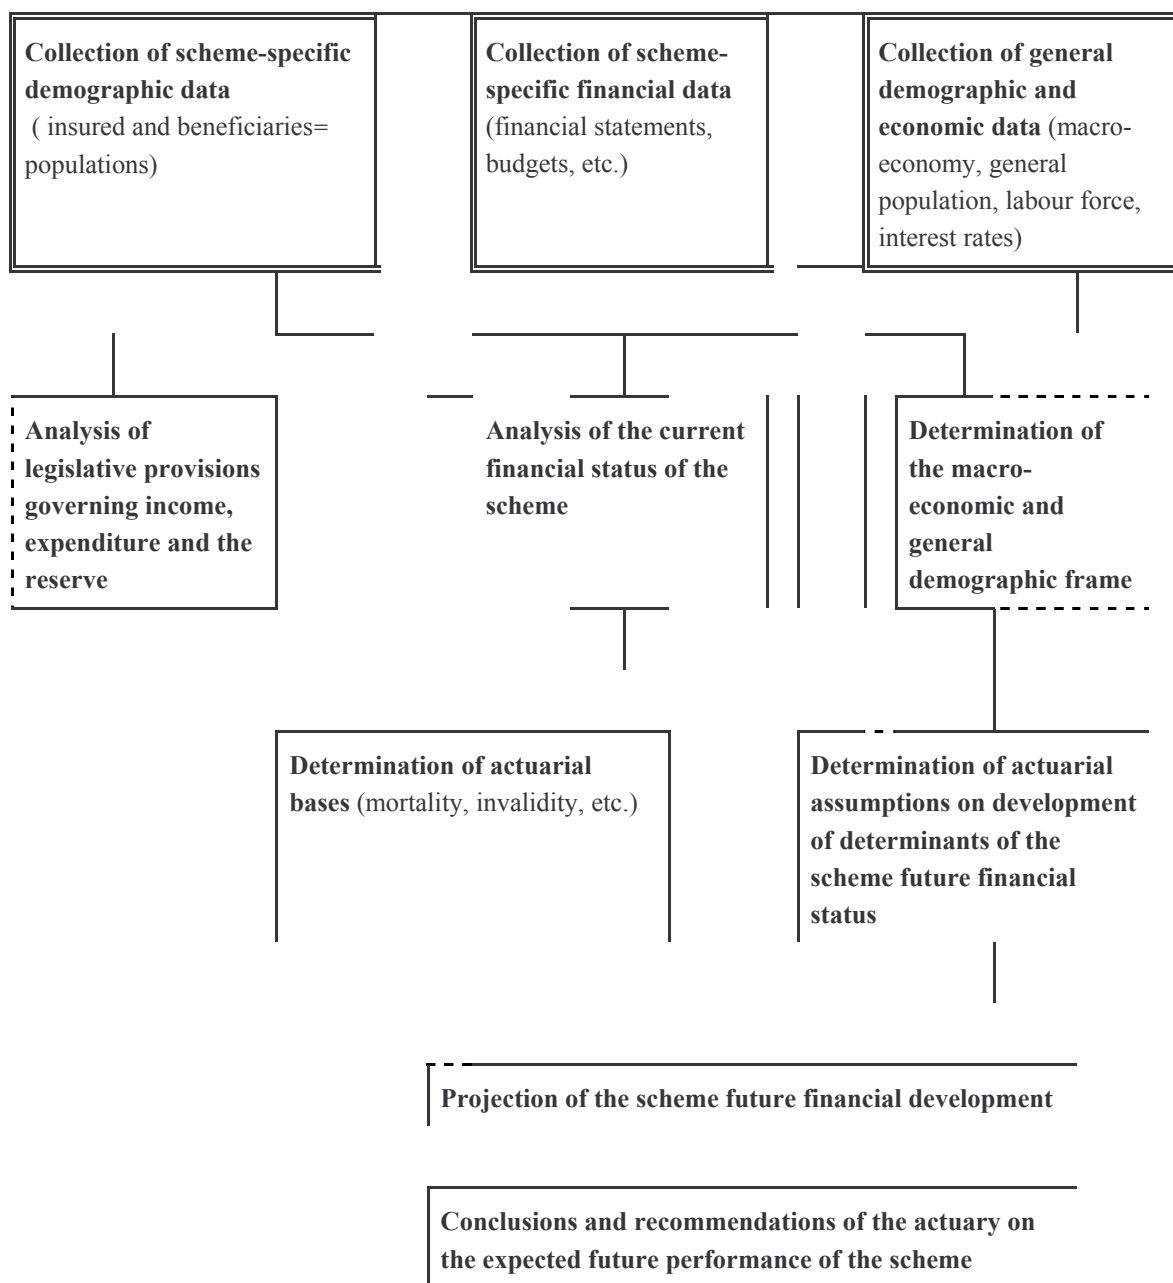 Collection of scheme-specific
demographic data
( insured and beneficiaries=
populations)
Collection of scheme-
specific financial data
(financial statements,
budgets, etc.)
Collection of general
demographic and
economic data (macro-
economy, general
population, labour force,
interest rates)
Analysis of
legislative provisions
governing income,
expenditure and the
reserve
Analysis of the current
financial status of the
scheme
Determination of
the macro-
economic and
general
demographic frame
Determination of actuarial
bases (mortality, invalidity, etc.)
Determination of actuarial
assumptions on development
of determinants of the
scheme future financial
status
Projection of the scheme future financial development
Conclusions and recommendations of the actuary on
the expected future performance of the scheme